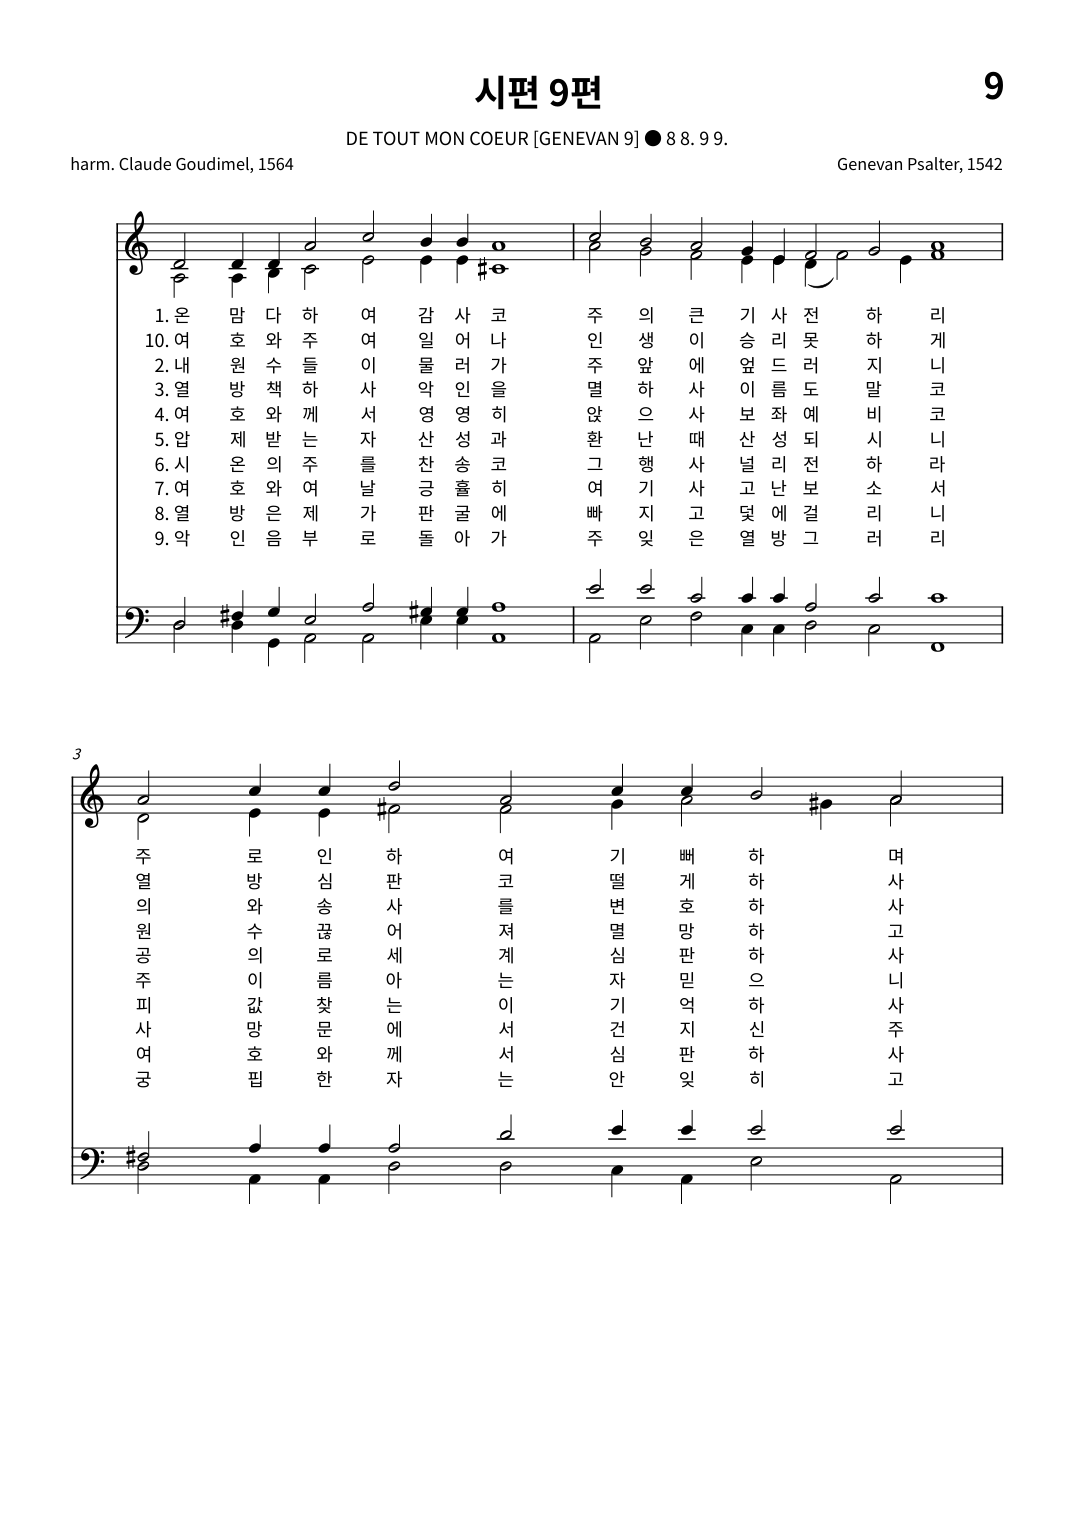 시편 9편
9
DE TOUT MON COEUR [GENEVAN 9] ● 8 8. 9 9.
harm. Claude Goudimel, 1564
Genevan Psalter, 1542
1. 온 맘 다 하 여 감 사 코 주 의 큰 기 사 전 하 리
10. 여 호 와 주 여 일 어 나 인 생 이 승 리 못 하 게
2. 내 원 수 들 이 물 러 가 주 앞 에 엎 드 러 지 니
3. 열 방 책 하 사 악 인 을 멸 하 사 이 름 도 말 코
4. 여 호 와 께 서 영 영 히 앉 으 사 보 좌 예 비 코
5. 압 제 받 는 자 산 성 과 환 난 때 산 성 되 시 니
6. 시 온 의 주 를 찬 송 코 그 행 사 널 리 전 하 라
7. 여 호 와 여 날 긍 휼 히 여 기 사 고 난 보 소 서
8. 열 방 은 제 가 판 굴 에 빠 지 고 덫 에 걸 리 니
9. 악 인 음 부 로 돌 아 가 주 잊 은 열 방 그 러 리
3
주 로 인 하 여 기 뻐 하 며
열 방 심 판 코 떨 게 하 사
의 와 송 사 를 변 호 하 사
원 수 끊 어 져 멸 망 하 고
공 의 로 세 계 심 판 하 사
주 이 름 아 는 자 믿 으 니
피 값 찾 는 이 기 억 하 사
사 망 문 에 서 건 지 신 주
여 호 와 께 서 심 판 하 사
궁 핍 한 자 는 안 잊 히 고